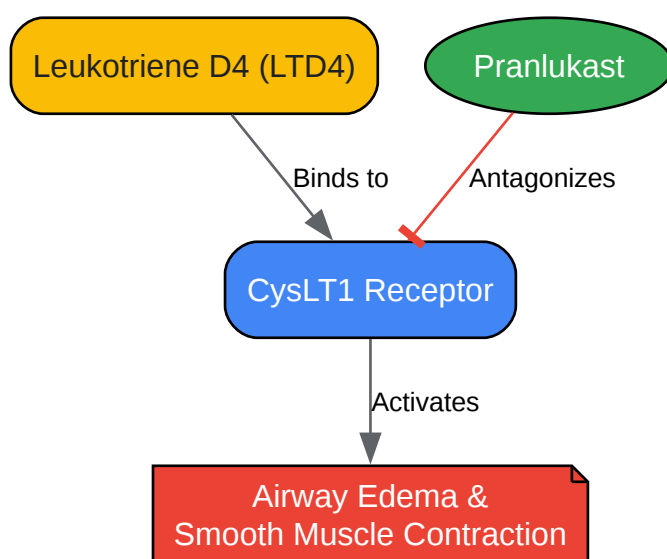 Leukotriene D4 (LTD4)
Pranlukast
Binds to
Antagonizes
CysLT1 Receptor
Activates
Airway Edema &
Smooth Muscle Contraction